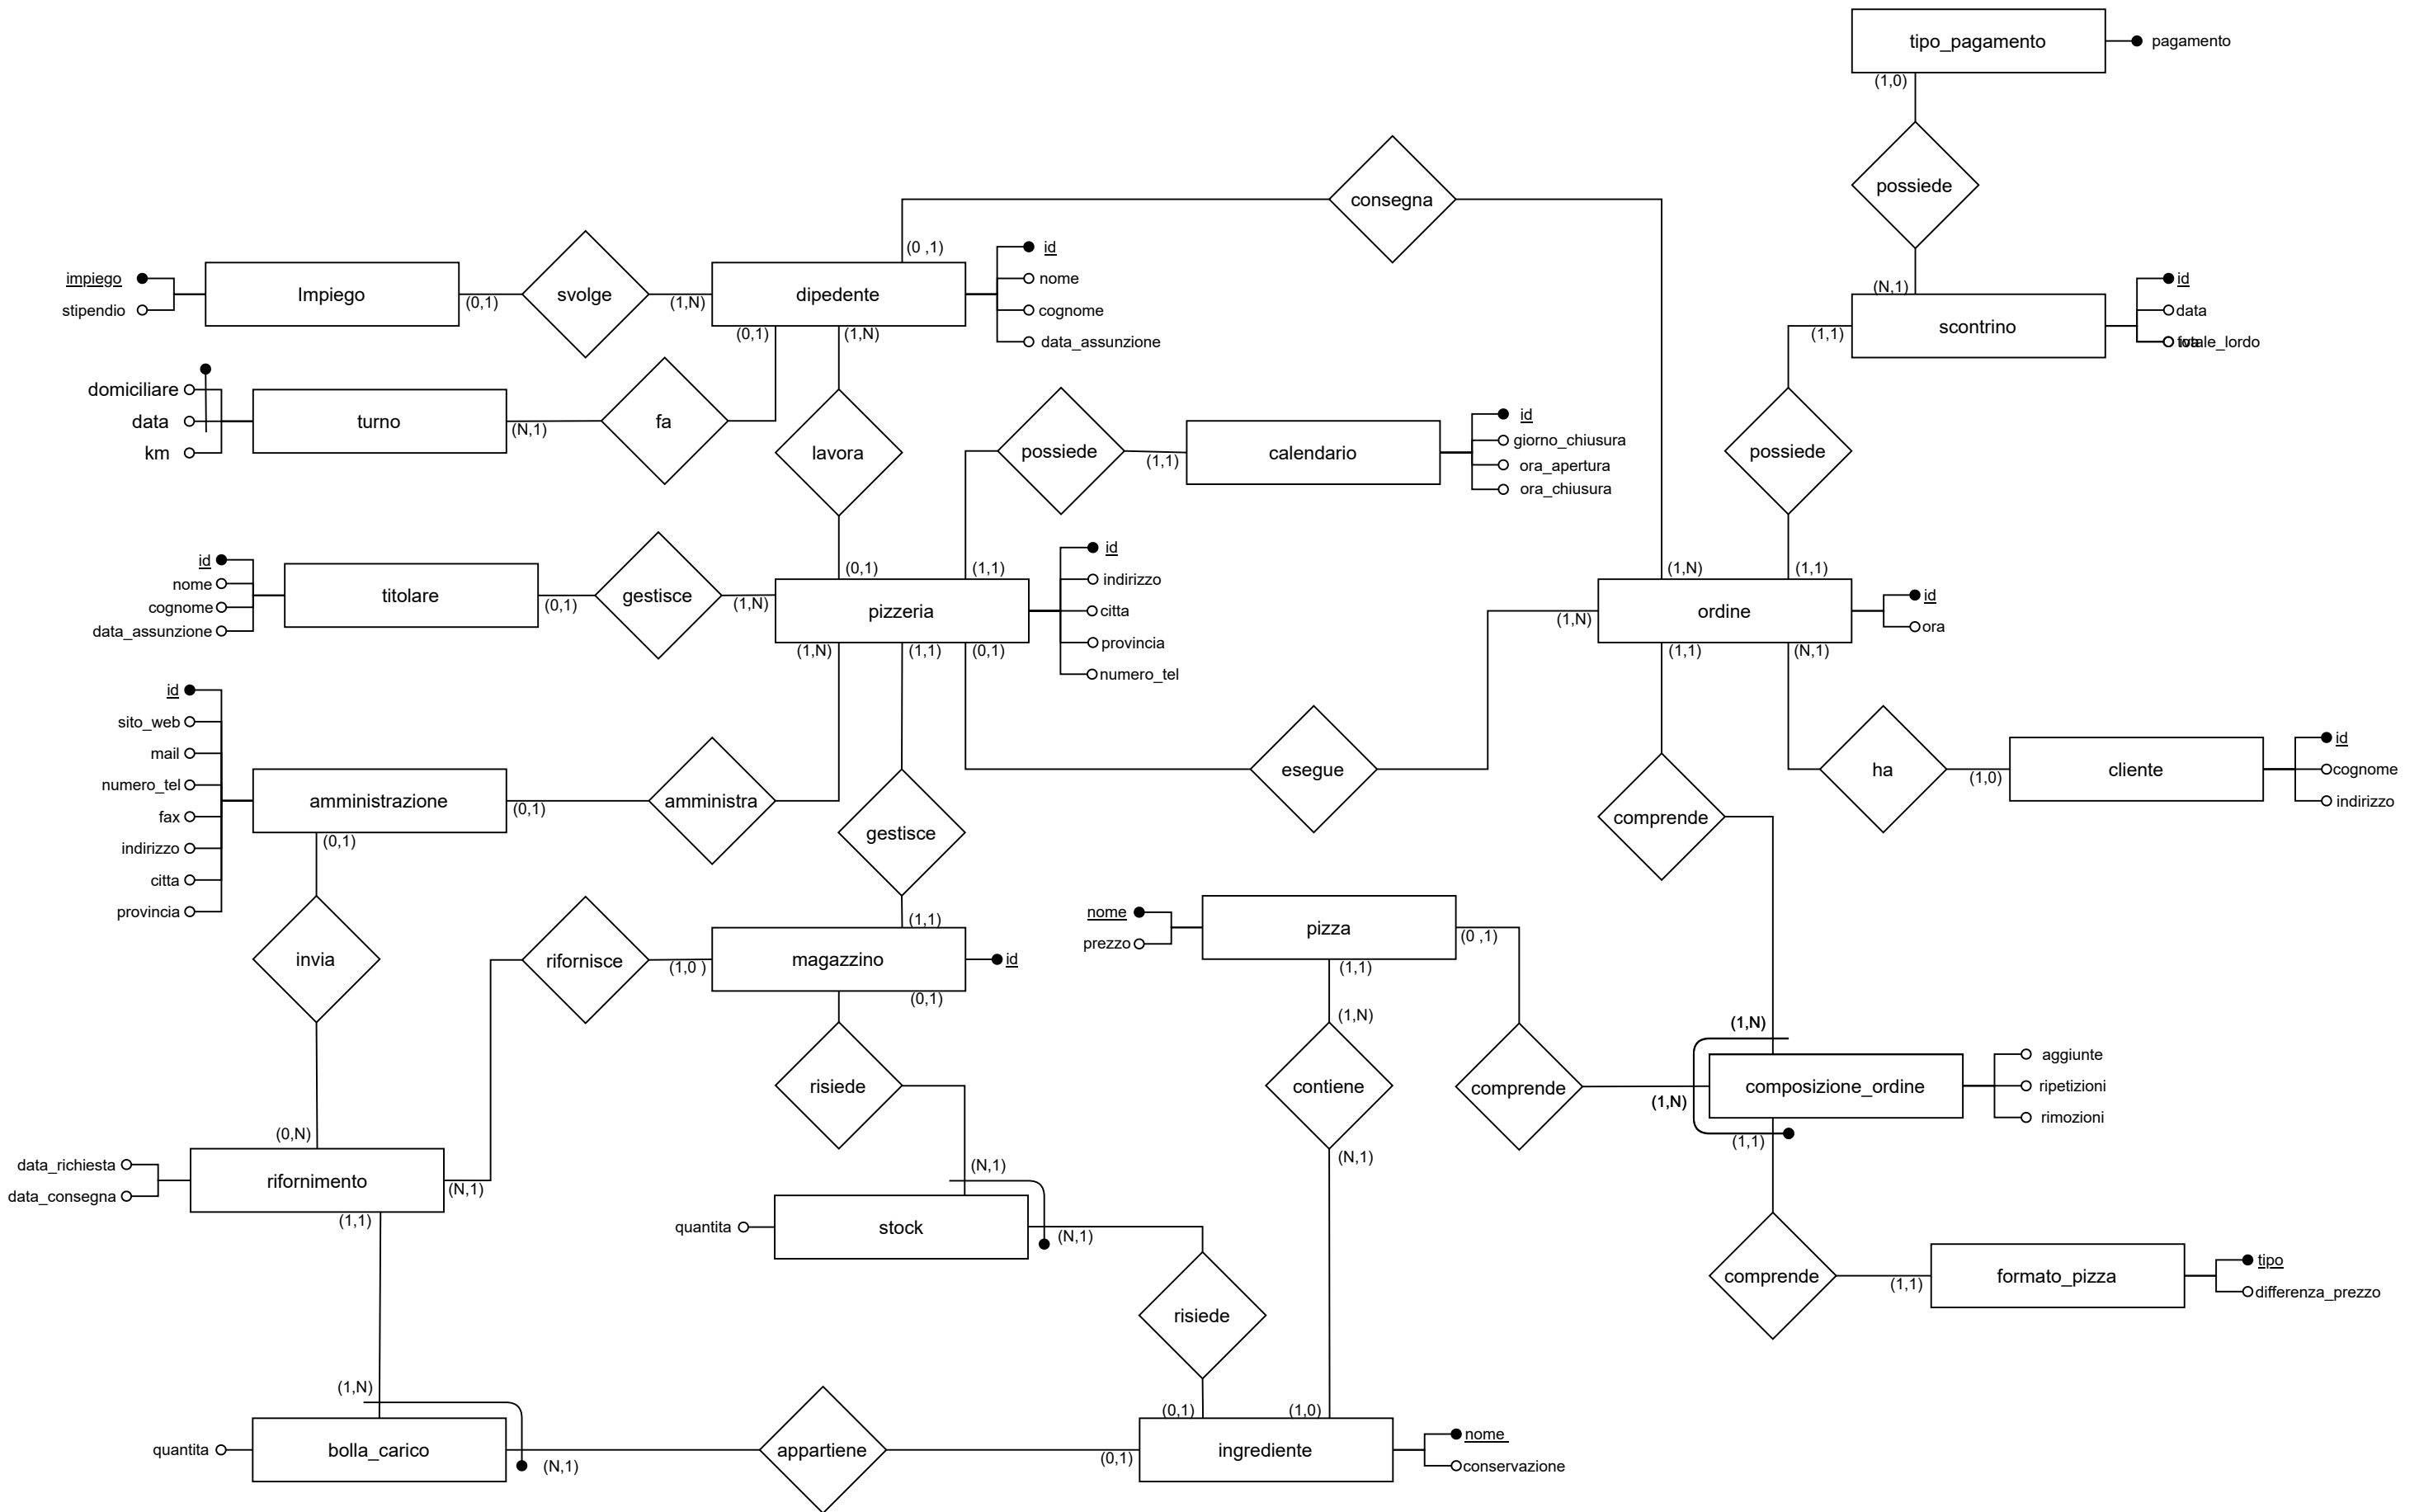 tipo_pagamento
pagamento
(1,0)
possiede
consegna
(N,1)
id
data
totale_lordo
scontrino
(1,1)
(0 ,1)
id
nome
cognome
data_assunzione
impiego
stipendio
Impiego
(0,1)
svolge
(1,N)
dipedente
(0,1)
(1,N)
domiciliare
data
km
turno
(N,1)
fa
lavora
possiede
(1,1)
calendario
id
giorno_chiusura
ora_apertura
ora_chiusura
possiede
id
nome
cognome
data_assunzione
titolare
(0,1)
gestisce
(1,N)
(0,1)
(1,1)
pizzeria
id
indirizzo
citta
provincia
numero_tel
(1,N)
(1,1)
(0,1)
(1,N)
(1,1)
(1,N)
ordine
id
ora
(1,1)
(N,1)
id
sito_web
mail
numero_tel
fax
indirizzo
citta
provincia
amministrazione
(0,1)
(0,1)
amministra
gestisce
esegue
comprende
ha
(1,0)
cliente
id
cognome
indirizzo
invia
rifornisce
(1,0 )
(1,1)
magazzino
id
(0,1)
nome
prezzo
pizza
(0 ,1)
(1,1)
(1,N)
risiede
contiene
(N,1)
comprende
(1,N)
(1,N)
composizione_ordine
aggiunte
ripetizioni
rimozioni
(1,1)
(0,N)
data_richiesta
data_consegna
rifornimento
(N,1)
(1,1)
(N,1)
quantita
stock
(N,1)
risiede
comprende
(1,1)
formato_pizza
tipo
differenza_prezzo
(1,N)
quantita
bolla_carico
(N,1)
appartiene
(0,1)
(0,1)
(1,0)
ingrediente
nome
conservazione